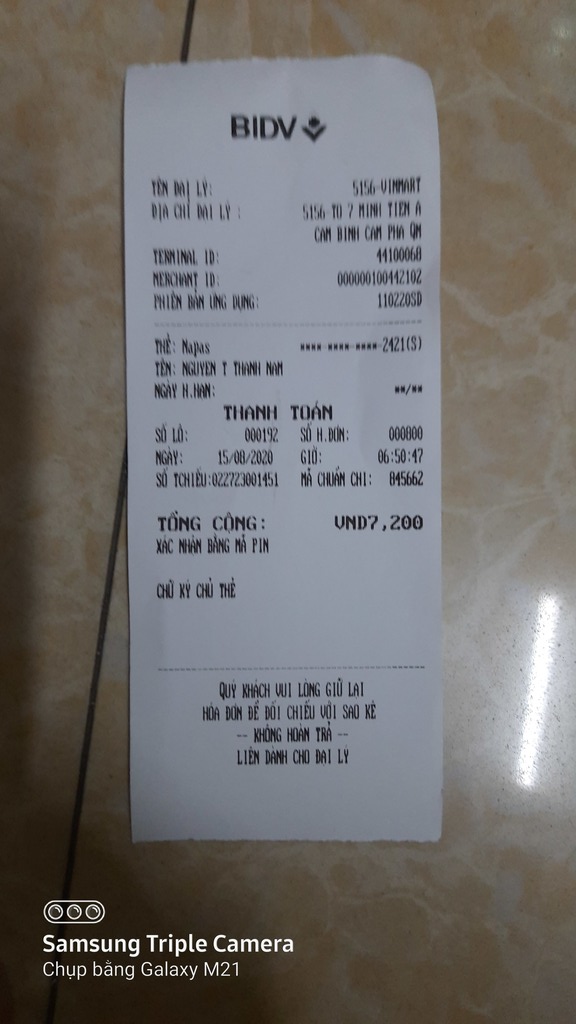 BIDV
TÊN ĐẠI LÝ: 5156-VINMART
ĐỊA CHỈ ĐẠI LÝ : 5156 TO 7 MINH TIEN A
CAM BINH CAM PHA QN
TERMINAL ID: 44100068
MERCHANT ID: 000000100442102
PHIÊN BẢN ỨNG DỤNG: 110220SD
THẺ: Napas **** **** **** 2421(S)
TÊN: NGUYEN T THANH NAM
NGÀY H.HẠN: **/**
THANH TOÁN
SỐ LÔ: 000192 SỐ H.ĐƠN: 000800
NGÀY: 15/08/2020 GIỜ: 06:50:47
SỐ TCHIẾU:022723001451 MÃ CHUẨN CHI: 845662
TỔNG CỘNG: VND7,200
XÁC NHẬN BẰNG MÃ PIN
CHỮ KÝ CHỦ THẺ
QUÝ KHÁCH VUI LÒNG GIỮ LẠI
HÓA ĐƠN ĐỂ ĐỐI CHIẾU VỚI SAO KÊ
-- KHÔNG HOÀN TRẢ --
LIÊN DÀNH CHO ĐẠI LÝ
Samsung Triple Camera
Chụp bằng Galaxy M21